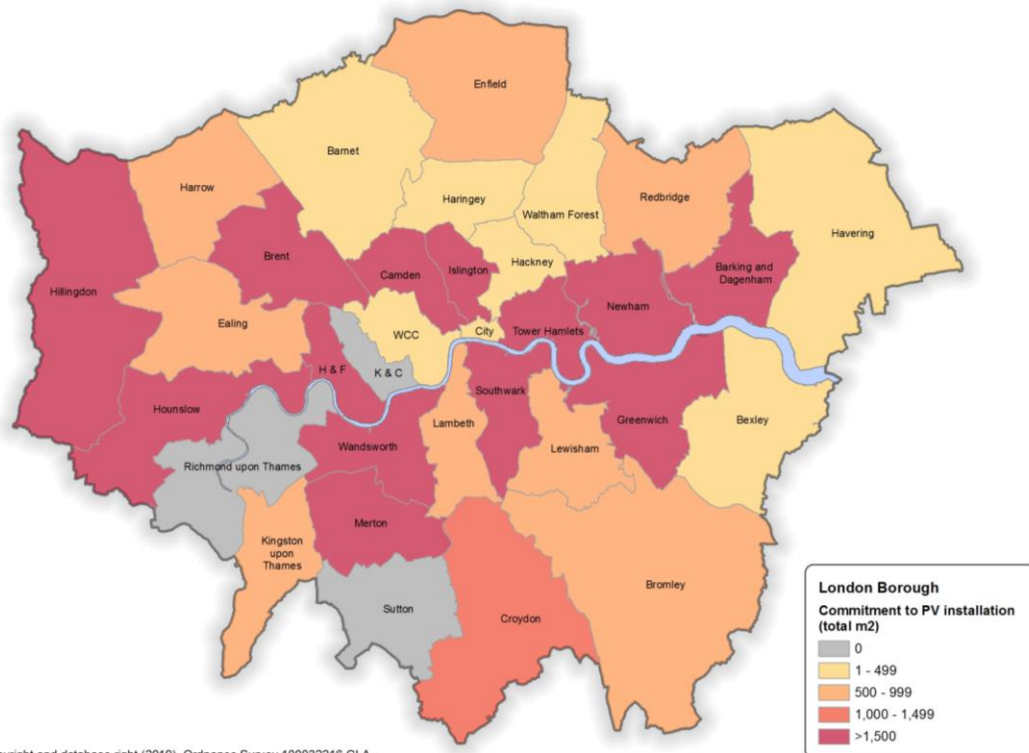 Enfield
Barnet
Harrow
Haringey
Redbridge
Waltham Forest
Havering
Brent
Hackney
Islington
Camden
Barking and
Dagenham
Hillingdon
Newham
Ealing
WCC
City
Tower Hamlets
H & F
K & C
Southwark
Hounslow
Lambeth
Greenwich
Bexley
Wandsworth
Lewisham
Richmond upon Thames
Merton
Kingston
upon
Thames
Bromley
Sutton
Croydon
London Borough
Commitment to PV installation
(total m2)
0
1 - 499
500 - 999
1,000 - 1,499
>1,500